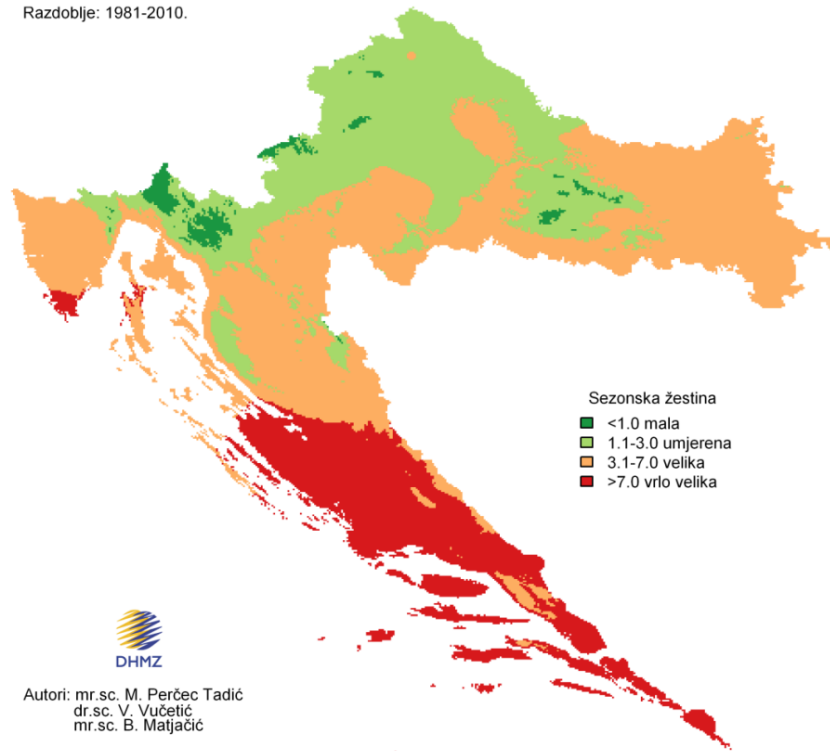 Razdoblje: 1981-2010.
Sezonska žestina
<1.0 mala
1.1-3.0 umjerena
3.1-7.0 velika
>7.0 vrlo velika
DHMZ
Autori: mr.sc. M. Perčec Tadić
dr.sc. V. Vučetić
mr.sc. B. Matjačić